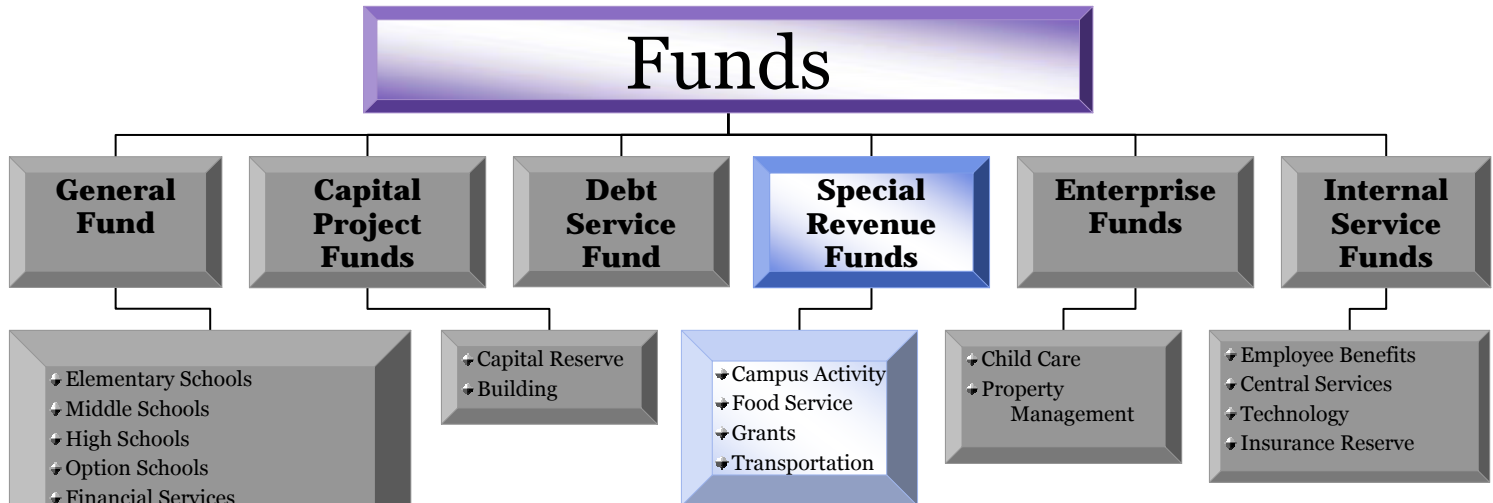 Funds
General
Fund
Capital
Project
Funds
Debt
Service
Fund
Special
Revenue
Funds
Enterprise
Funds
Internal
Service
Funds
Elementary Schools
Middle Schools
High Schools
Option Schools
Financial Services
Capital Reserve
Building
Campus Activity
Food Service
Grants
Transportation
Child Care
Property
Management
Employee Benefits
Central Services
Technology
Insurance Reserve